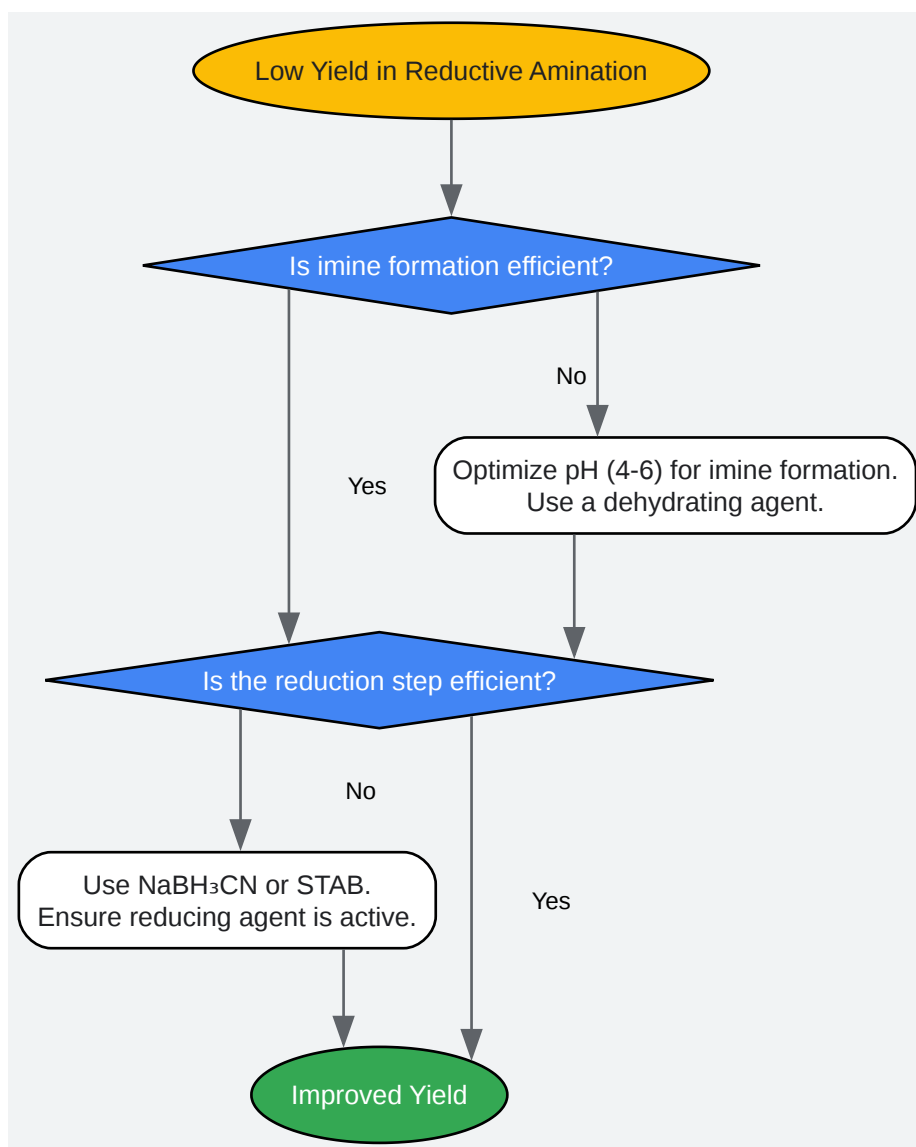 Low Yield in Reductive Amination
Is imine formation efficient?
No
Optimize pH (4-6) for imine formation.
Use a dehydrating agent.
Yes
Is the reduction step efficient?
No
Use NaBH₃CN or STAB.
Ensure reducing agent is active.
Yes
Improved Yield